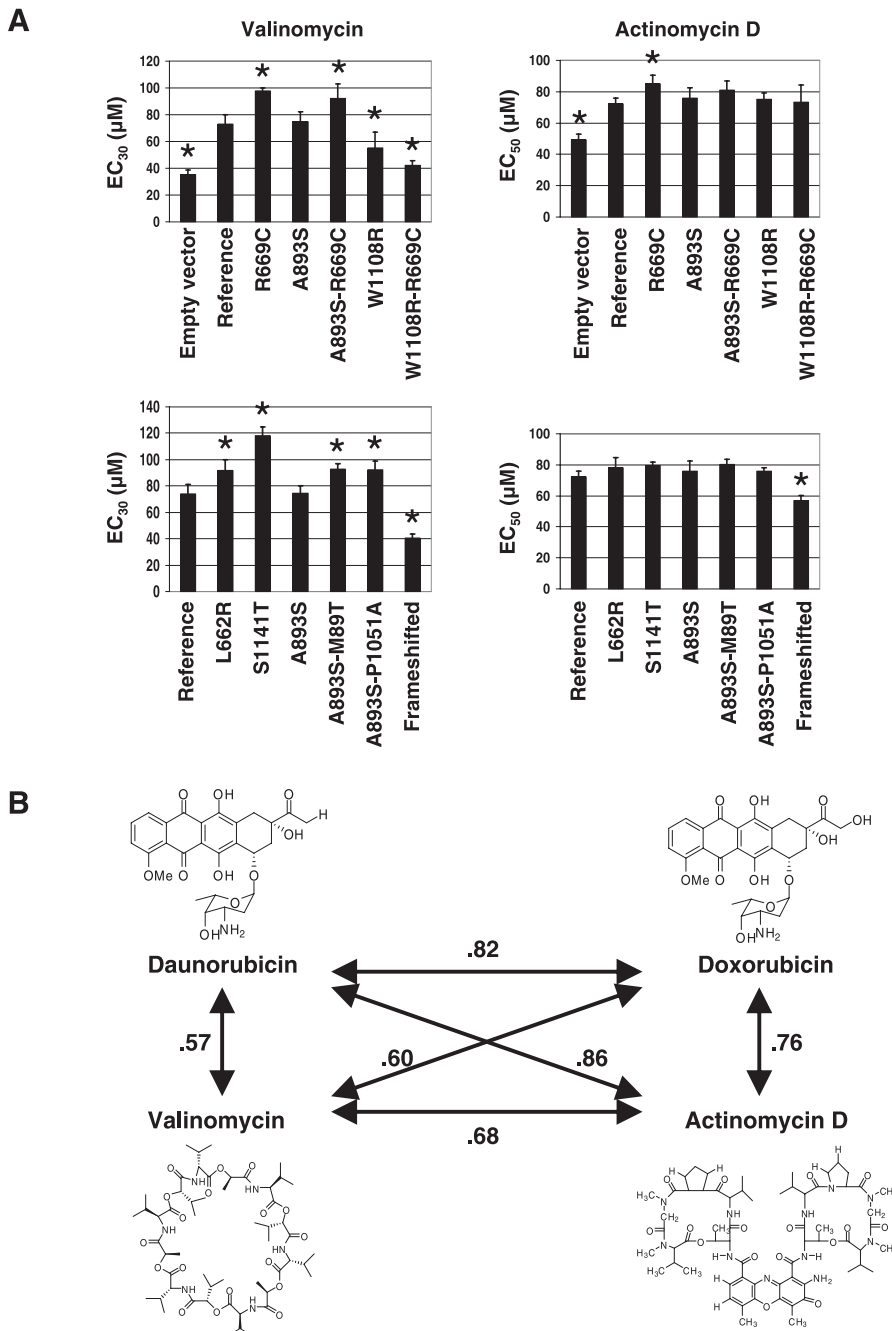 A
Valinomycin
Actinomycin D
EC30 (µM)
120
100
80
60
40
20
0
* * * * *
Empty vector
Reference
R669C
A893S
A893S-R669C
W1108R
W1108R-R669C
EC50 (µM)
100
80
60
40
20
0
* *
Empty vector
Reference
R669C
A893S
A893S-R669C
W1108R
W1108R-R669C
EC30 (µM)
140
120
100
80
60
40
20
0
* * * * *
Reference
L662R
S1141T
A893S
A893S-M89T
A893S-P1051A
Frameshifted
EC50 (µM)
100
80
60
40
20
0
*
Reference
L662R
S1141T
A893S
A893S-M89T
A893S-P1051A
Frameshifted
B
Daunorubicin
Doxorubicin
.82
.57
.60
.86
.76
Valinomycin
Actinomycin D
.68